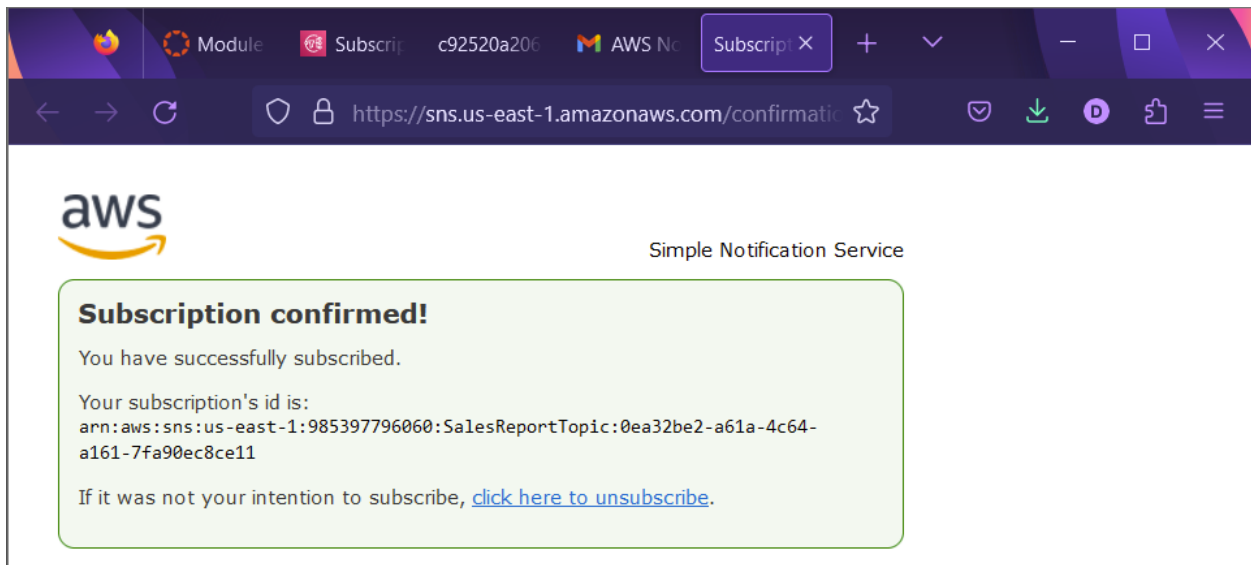 Module
Subscrip
c92520a206
AWS No
Subscript
https://sns.us-east-1.amazonaws.com/confirmatio
D
aws
Simple Notification Service
Subscription confirmed!
You have successfully subscribed.
Your subscription's id is:
arn:aws:sns:us-east-1:985397796060:SalesReportTopic:0ea32be2-a61a-4c64-
a161-7fa90ec8ce11
If it was not your intention to subscribe, click here to unsubscribe.